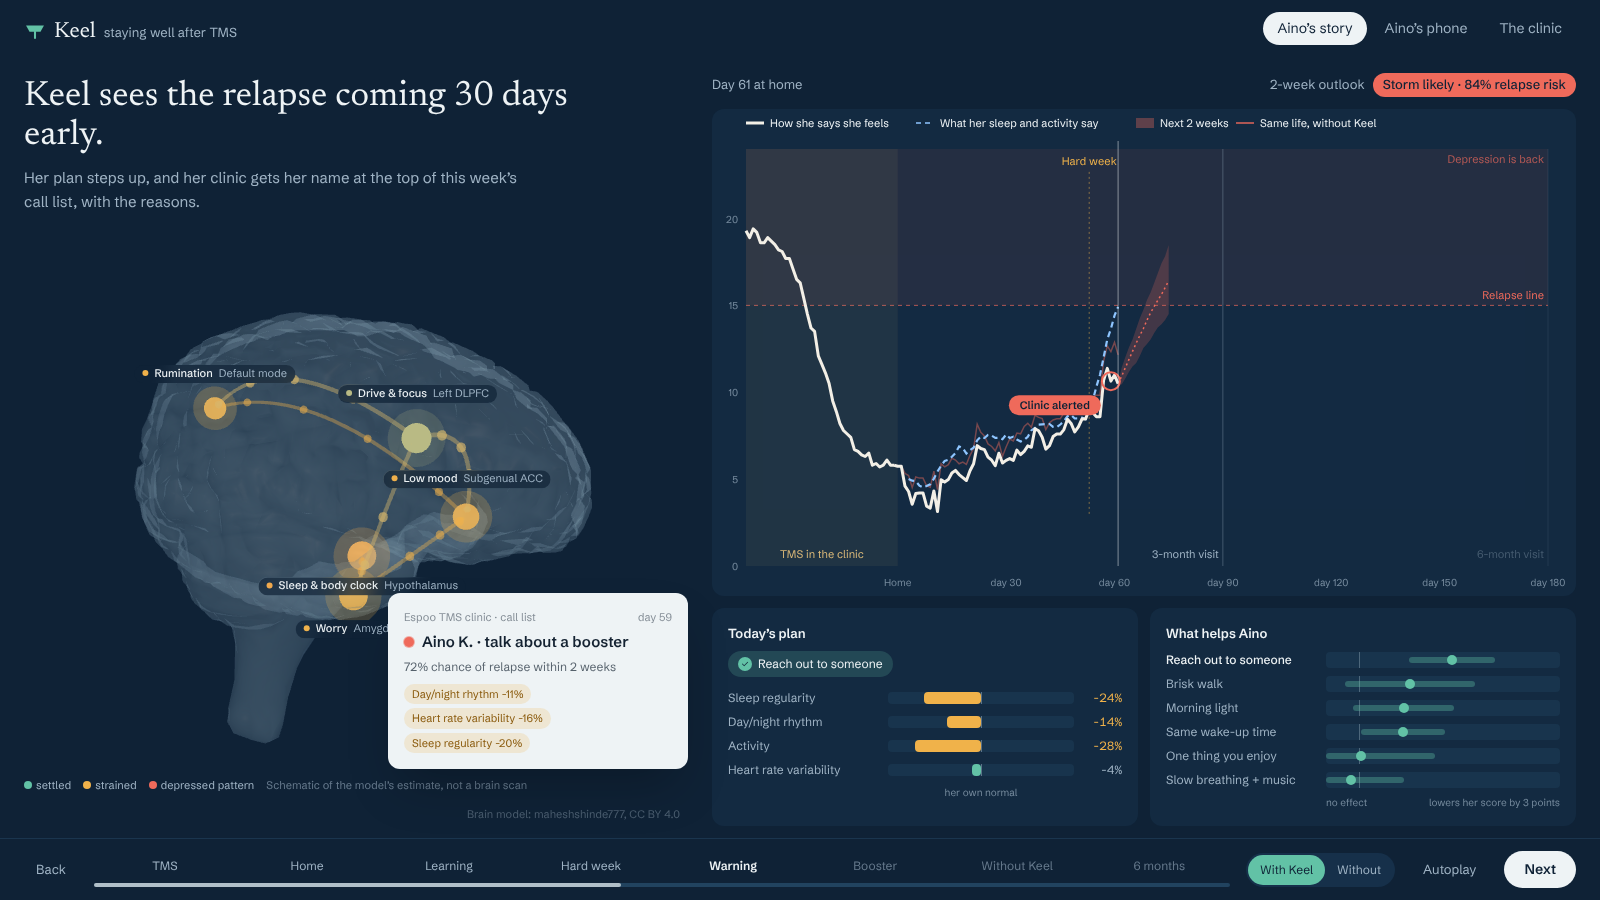 Keel staying well after TMS
Aino's story
Aino's phone
The clinic
Keel sees the relapse coming 30 days
early.
Her plan steps up, and her clinic gets her name at the top of this week's
call list, with the reasons.
Rumination Default mode
Drive & focus Left DLPFC
Low mood Subgenual ACC
Sleep & body clock Hypothalamus
Worry Amygd
Espoo TMS clinic · call list
day 59
Aino K. · talk about a booster
72% chance of relapse within 2 weeks
Day/night rhythm -11%
Heart rate variability -16%
Sleep regularity -20%
settled
strained
depressed pattern
Schematic of the model's estimate, not a brain scan
Brain model: maheshshinde777, CC BY 4.0
Day 61 at home
2-week outlook
Storm likely · 84% relapse risk
How she says she feels
What her sleep and activity say
Next 2 weeks
Same life, without Keel
Hard week
Depression is back
20
Relapse line
15
10
Clinic alerted
5
TMS in the clinic
3-month visit
6-month visit
0
Home
day 30
day 60
day 90
day 120
day 150
day 180
Today's plan
Reach out to someone
Sleep regularity
-24%
Day/night rhythm
-14%
Activity
-28%
Heart rate variability
-4%
her own normal
What helps Aino
Reach out to someone
Brisk walk
Morning light
Same wake-up time
One thing you enjoy
Slow breathing + music
no effect
lowers her score by 3 points
Back
TMS
Home
Learning
Hard week
Warning
Booster
Without Keel
6 months
With Keel
Without
Autoplay
Next